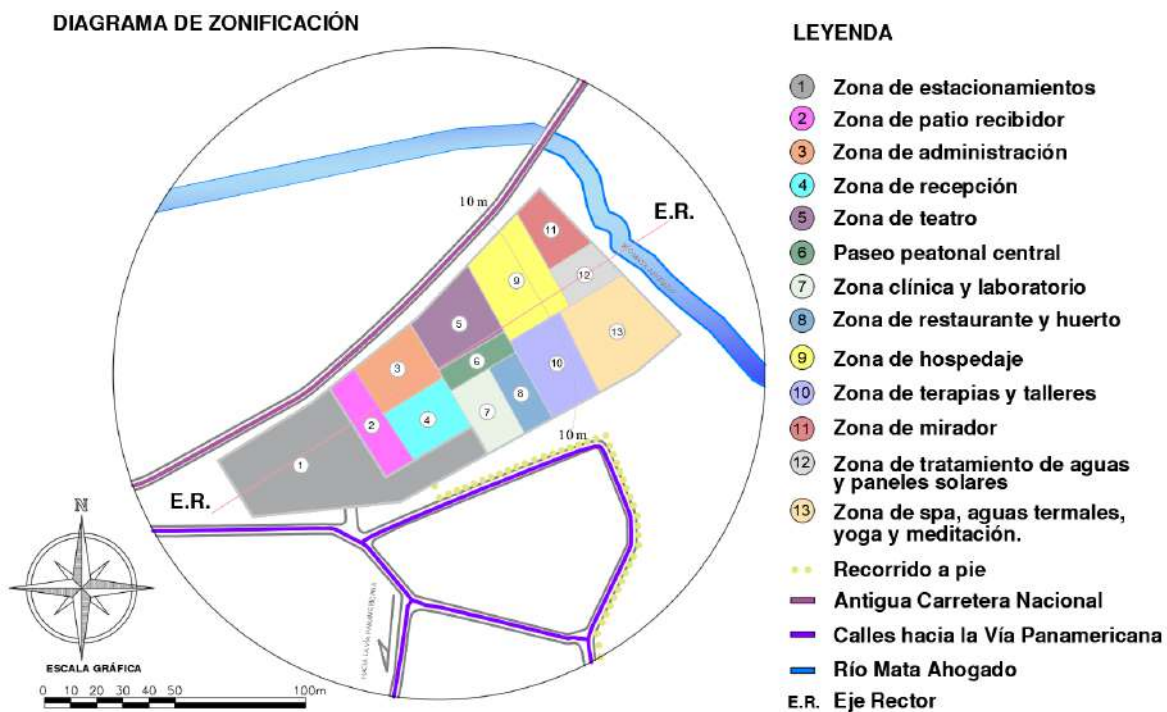 DIAGRAMA DE ZONIFICACIÓN
10 m
E.R.
11
12
9
13
5
6
10
3
8
7
2
4
1
10 m
E.R.
N
HACIA LA VÍA PANAMERICANA
ESCALA GRÁFICA
0 10 20 30 40 50 100m
LEYENDA
1 Zona de estacionamientos
2 Zona de patio recibidor
3 Zona de administración
4 Zona de recepción
5 Zona de teatro
6 Paseo peatonal central
7 Zona clínica y laboratorio
8 Zona de restaurante y huerto
9 Zona de hospedaje
10 Zona de terapias y talleres
11 Zona de mirador
12 Zona de tratamiento de aguas
y paneles solares
13 Zona de spa, aguas termales,
yoga y meditación.
Recorrido a pie
Antigua Carretera Nacional
Calles hacia la Vía Panamericana
Río Mata Ahogado
E.R. Eje Rector